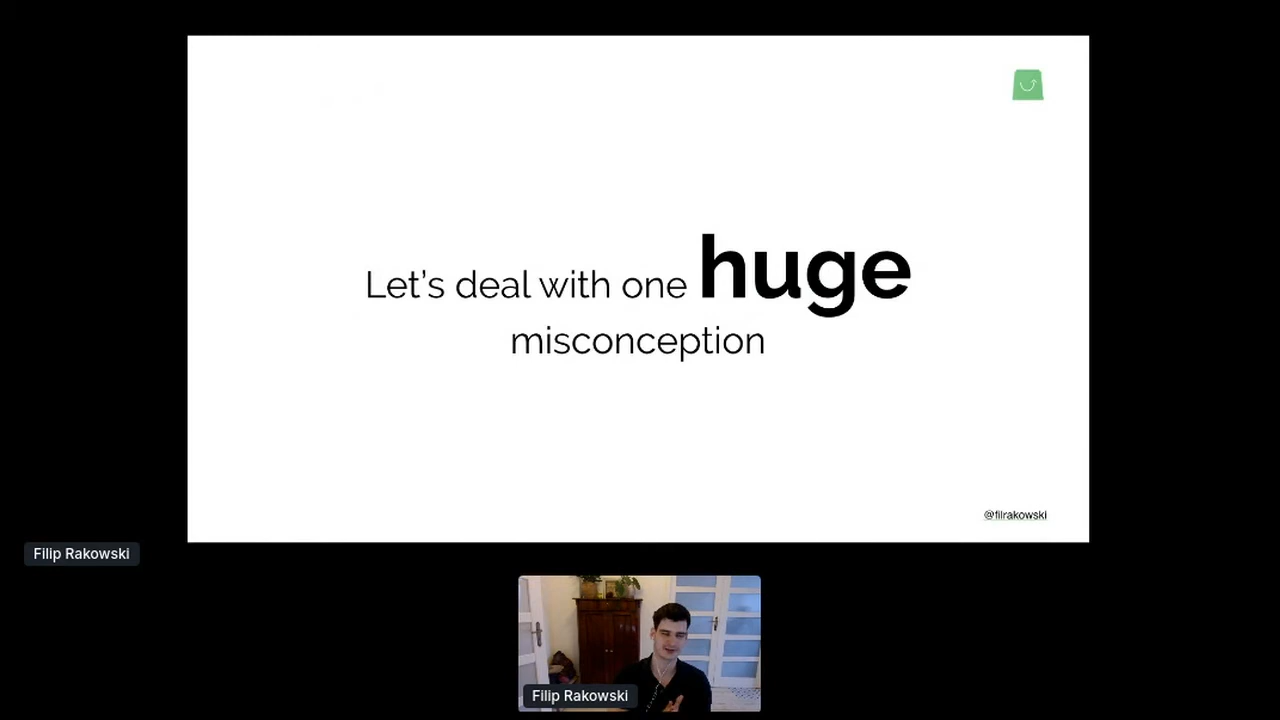 Let's deal with one huge
misconception
@filrakowski
Filip Rakowski
Filip Rakowski